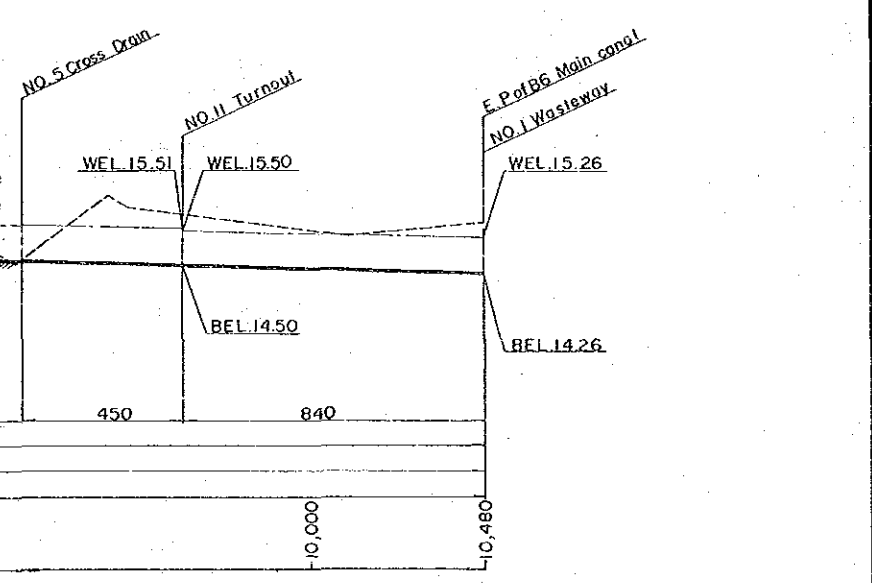 NO. 5 Cross Drain
NO. 11 Turnout
E. P of B6 Main canal
NO. 1 Wasteway
WEL. 15.51
WEL. 15.50
WEL. 15.26
BEL. 14.50
BEL. 14.26
450
840
10,000
10,480